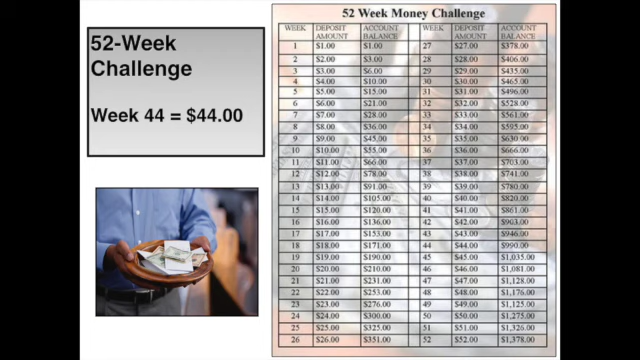 52-Week
Challenge
Week 44 = $44.00
52 Week Money Challenge
WEEK DEPOSIT AMOUNT ACCOUNT BALANCE WEEK DEPOSIT AMOUNT ACCOUNT BALANCE
1 $1.00 $1.00 27 $27.00 $378.00
2 $2.00 $3.00 28 $28.00 $406.00
3 $3.00 $6.00 29 $29.00 $435.00
4 $4.00 $10.00 30 $30.00 $465.00
5 $5.00 $15.00 31 $31.00 $496.00
6 $6.00 $21.00 32 $32.00 $528.00
7 $7.00 $28.00 33 $33.00 $561.00
8 $8.00 $36.00 34 $34.00 $595.00
9 $9.00 $45.00 35 $35.00 $630.00
10 $10.00 $55.00 36 $36.00 $666.00
11 $11.00 $66.00 37 $37.00 $703.00
12 $12.00 $78.00 38 $38.00 $741.00
13 $13.00 $91.00 39 $39.00 $780.00
14 $14.00 $105.00 40 $40.00 $820.00
15 $15.00 $120.00 41 $41.00 $861.00
16 $16.00 $136.00 42 $42.00 $903.00
17 $17.00 $153.00 43 $43.00 $946.00
18 $18.00 $171.00 44 $44.00 $990.00
19 $19.00 $190.00 45 $45.00 $1,035.00
20 $20.00 $210.00 46 $46.00 $1,081.00
21 $21.00 $231.00 47 $47.00 $1,128.00
22 $22.00 $253.00 48 $48.00 $1,176.00
23 $23.00 $276.00 49 $49.00 $1,125.00
24 $24.00 $300.00 50 $50.00 $1,275.00
25 $25.00 $325.00 51 $51.00 $1,326.00
26 $26.00 $351.00 52 $52.00 $1,378.00